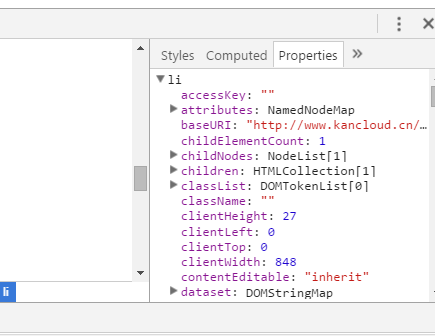 Styles Computed Properties »
li
accessKey: ""
attributes: NamedNodeMap
baseURI: "http://www.kancloud.cn/…
childElementCount: 1
childNodes: NodeList[1]
children: HTMLCollection[1]
classList: DOMTokenList[0]
className: ""
clientHeight: 27
clientLeft: 0
clientTop: 0
clientWidth: 848
contentEditable: "inherit"
dataset: DOMStringMap
li